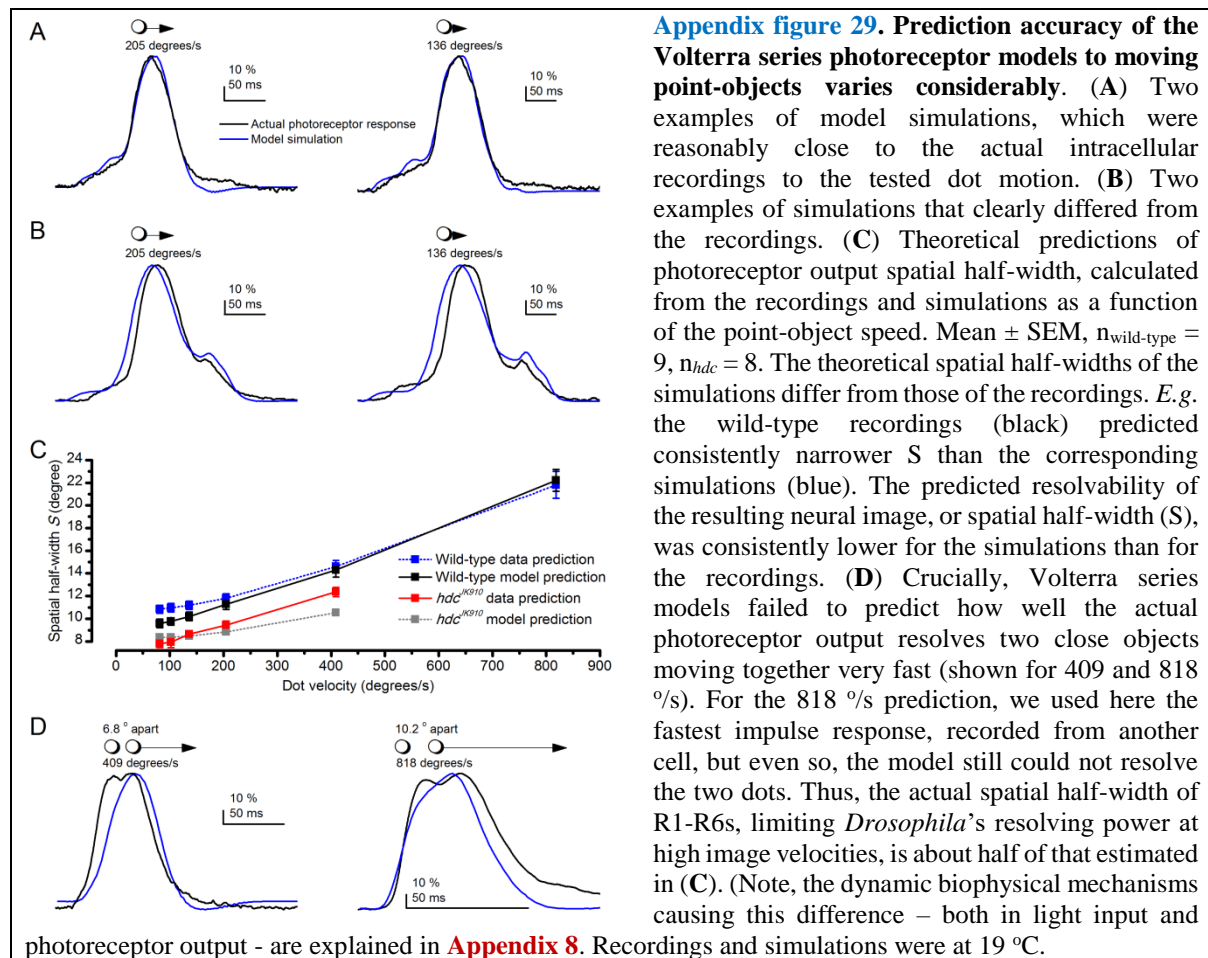 A
205 degrees/s
10 %
50 ms
136 degrees/s
10 %
50 ms
Actual photoreceptor response
Model simulation
B
205 degrees/s
10 %
50 ms
136 degrees/s
10 %
50 ms
C
Spatial half-width S (degree)
24
22
20
18
16
14
12
10
8
Wild-type data prediction
Wild-type model prediction
hdcJK910 data prediction
hdcJK910 model prediction
0 100 200 300 400 500 600 700 800 900
Dot velocity (degrees/s)
D
6.8 ° apart
409 degrees/s
10 %
50 ms
10.2 ° apart
818 degrees/s
10 %
50 ms
Appendix figure 29. Prediction accuracy of the
Volterra series photoreceptor models to moving
point-objects varies considerably. (A) Two
examples of model simulations, which were
reasonably close to the actual intracellular
recordings to the tested dot motion. (B) Two
examples of simulations that clearly differed from
the recordings. (C) Theoretical predictions of
photoreceptor output spatial half-width, calculated
from the recordings and simulations as a function
of the point-object speed. Mean ± SEM, nwild-type =
9, nhdc = 8. The theoretical spatial half-widths of the
simulations differ from those of the recordings. E.g.
the wild-type recordings (black) predicted
consistently narrower S than the corresponding
simulations (blue). The predicted resolvability of
the resulting neural image, or spatial half-width (S),
was consistently lower for the simulations than for
the recordings. (D) Crucially, Volterra series
models failed to predict how well the actual
photoreceptor output resolves two close objects
moving together very fast (shown for 409 and 818
o/s). For the 818 o/s prediction, we used here the
fastest impulse response, recorded from another
cell, but even so, the model still could not resolve
the two dots. Thus, the actual spatial half-width of
R1-R6s, limiting Drosophila's resolving power at
high image velocities, is about half of that estimated
in (C). (Note, the dynamic biophysical mechanisms
causing this difference – both in light input and
photoreceptor output - are explained in Appendix 8. Recordings and simulations were at 19 oC.